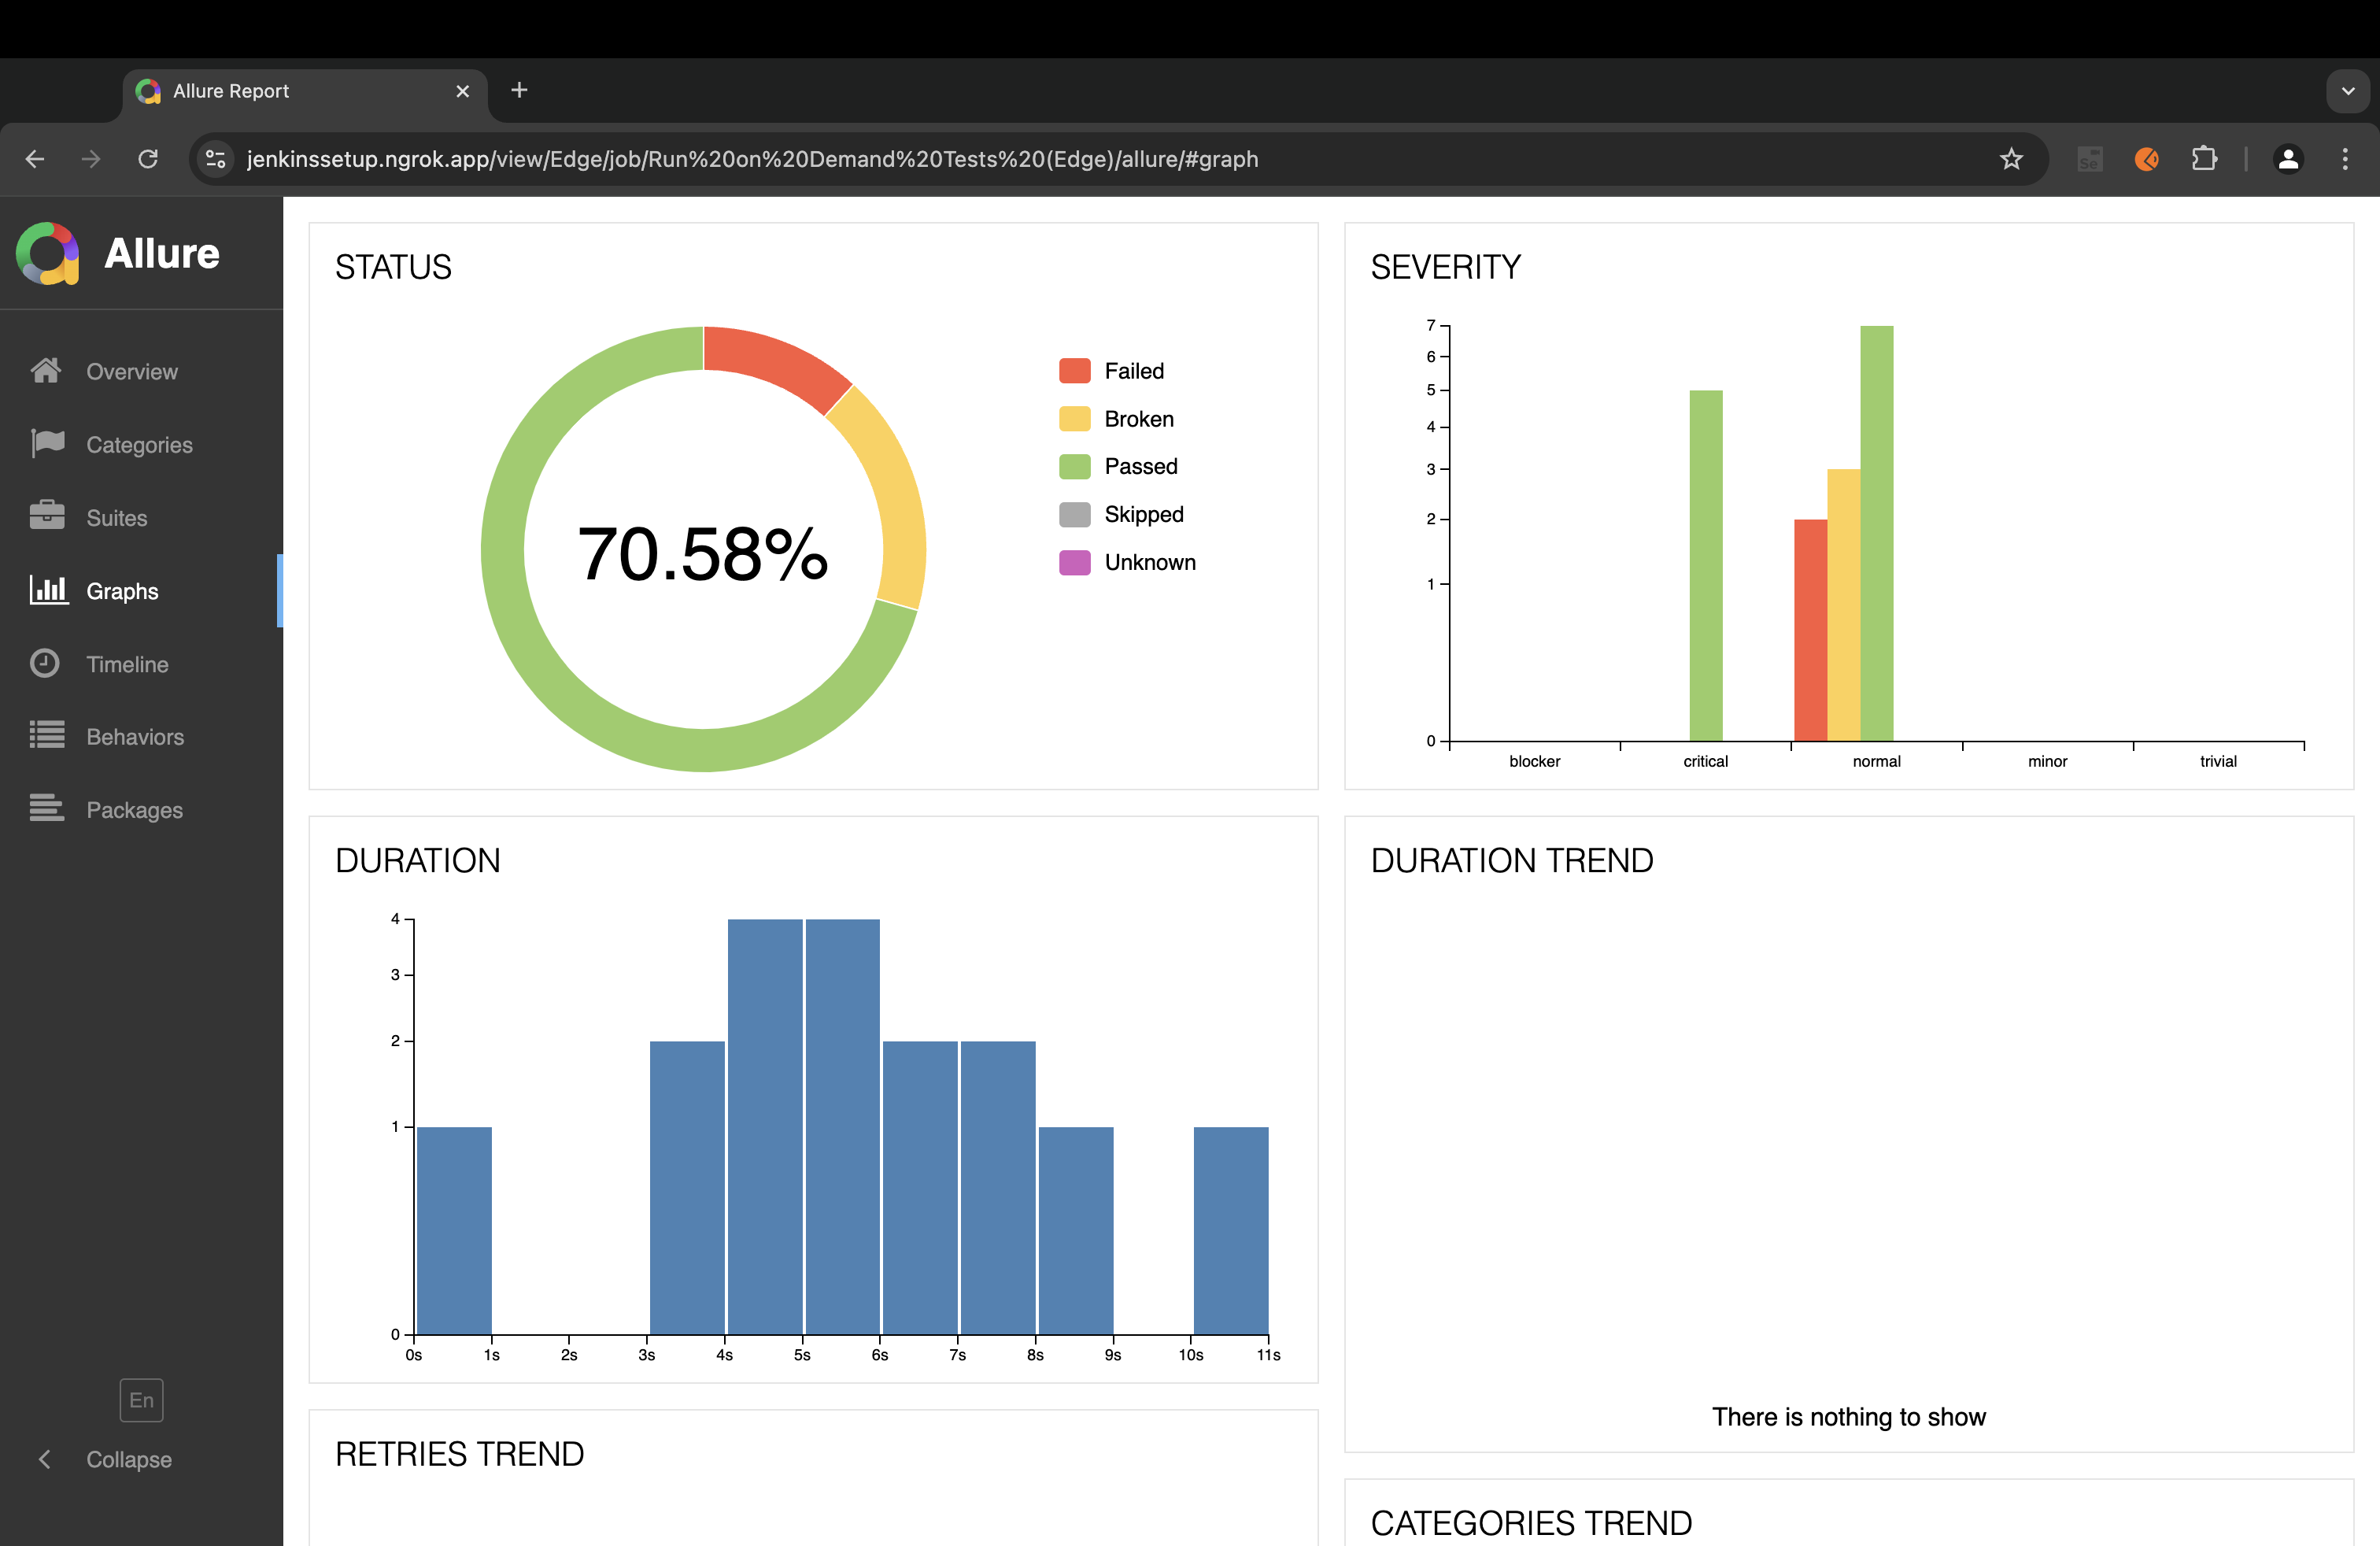 Allure Report
jenkinssetup.ngrok.app/view/Edge/job/Run%20on%20Demand%20Tests%20(Edge)/allure/#graph
Se
Allure
Overview
Categories
Suites
Graphs
Timeline
Behaviors
Packages
En
Collapse
STATUS
70.58%
Failed
Broken
Passed
Skipped
Unknown
SEVERITY
7
6
5
4
3
2
1
0
blocker critical normal minor trivial
DURATION
4
3
2
1
0
0s 1s 2s 3s 4s 5s 6s 7s 8s 9s 10s 11s
DURATION TREND
There is nothing to show
RETRIES TREND
CATEGORIES TREND